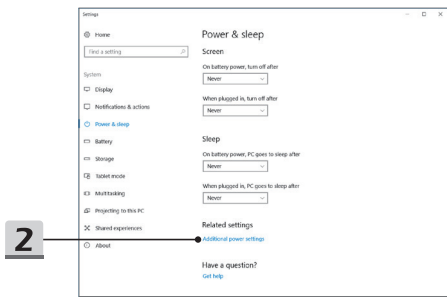 Settings
Home
Find a setting
System
Display
Notifications & actions
Power & sleep
Battery
Storage
Tablet mode
Multitasking
Projecting to this PC
Shared experiences
About
Power & sleep
Screen
On battery power, turn off after
Never
When plugged in, turn off after
Never
Sleep
On battery power, PC goes to sleep after
Never
When plugged in, PC goes to sleep after
Never
Related settings
Additional power settings
Have a question?
Get help
2